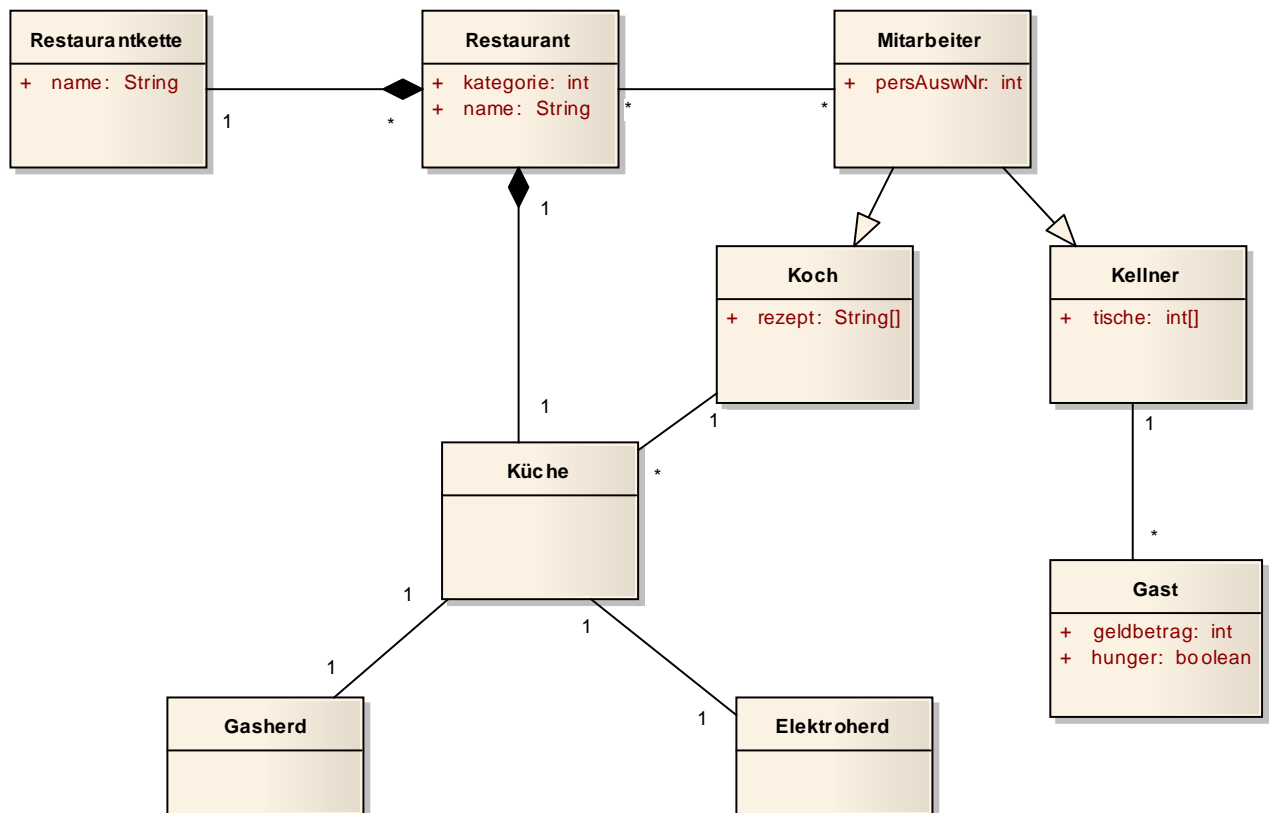 Restaurantkette
+ name: String
1
*
Restaurant
+ kategorie: int
+ name: String
*
*
1
Mitarbeiter
+ persAuswNr: int
Koch
+ rezept: String[]
1
Kellner
+ tische: int[]
1
1
Küche
*
1
1
*
Gast
+ geldbetrag: int
+ hunger: boolean
1
Gasherd
1
Elektroherd